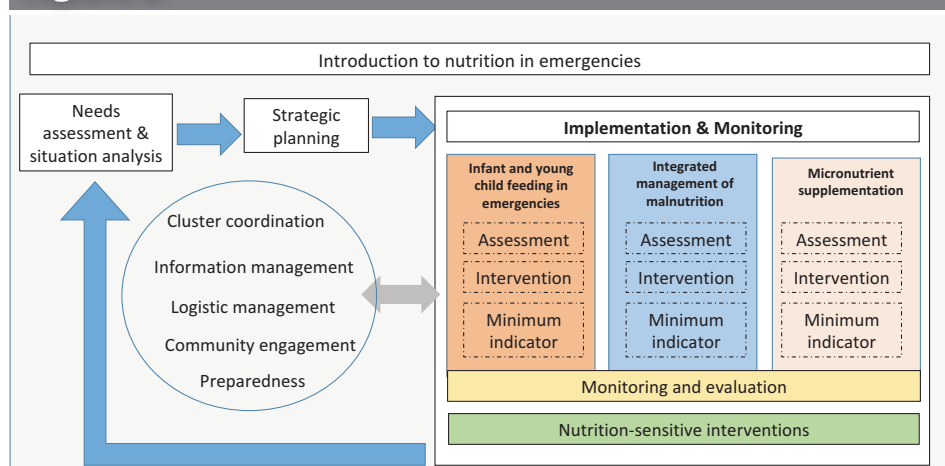 Introduction to nutrition in emergencies
Needs
assessment &
situation analysis
Strategic
planning
Implementation & Monitoring
Infant and young
child feeding in
emergencies
Assessment
Intervention
Minimum
indicator
Integrated
management of
malnutrition
Assessment
Intervention
Minimum
indicator
Micronutrient
supplementation
Assessment
Intervention
Minimum
indicator
Cluster coordination
Information management
Logistic management
Community engagement
Preparedness
Monitoring and evaluation
Nutrition-sensitive interventions